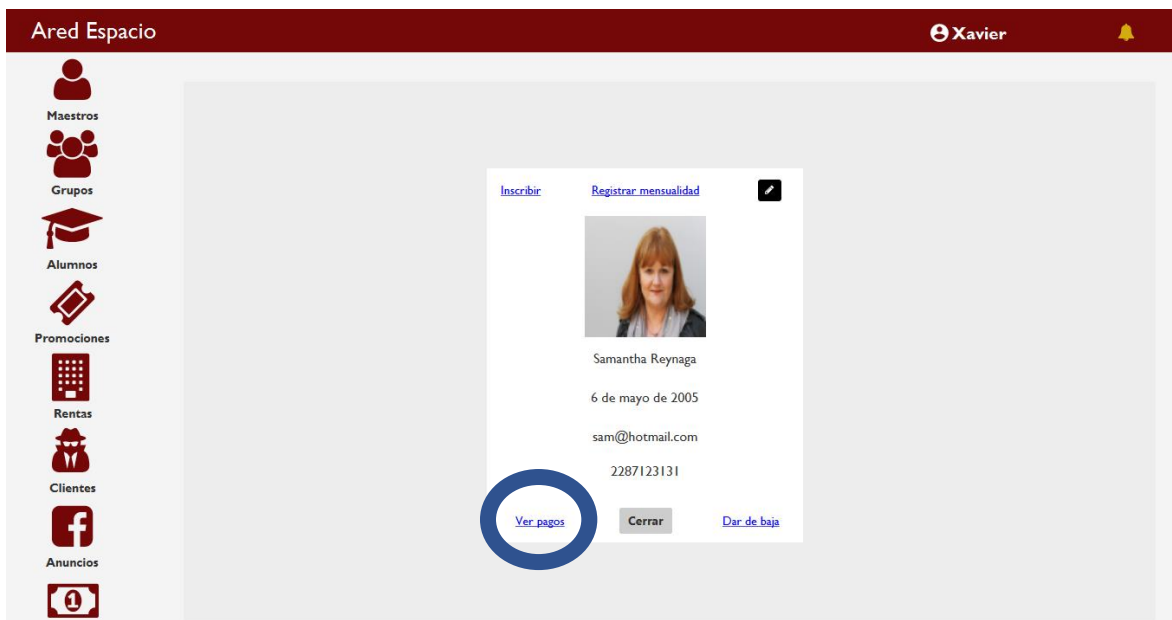 Ared Espacio
Xavier
Maestros
Grupos
Alumnos
Promociones
Rentas
Clientes
Anuncios
1
Inscribir Registrar mensualidad
Samantha Reynaga
6 de mayo de 2005
sam@hotmail.com
2287123131
Ver pagos Cerrar Dar de baja